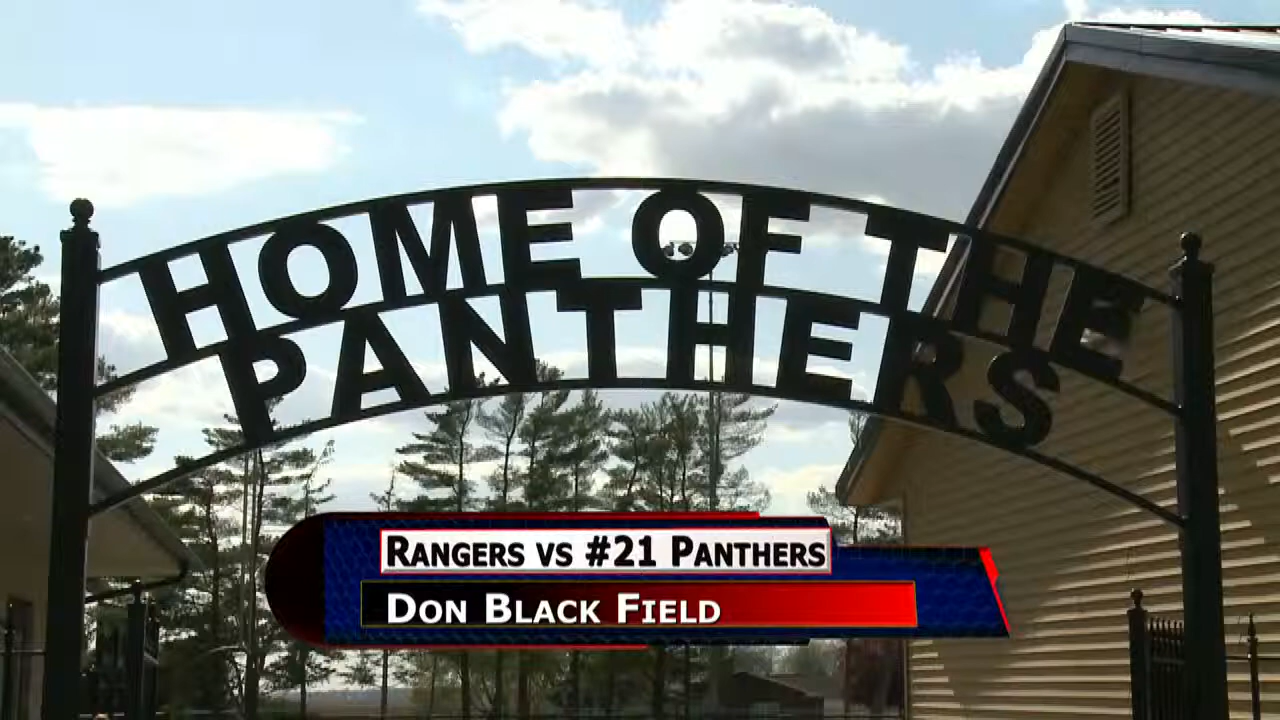 HOME OF THE
PANTHERS
RANGERS VS #21 PANTHERS
DON BLACK FIELD